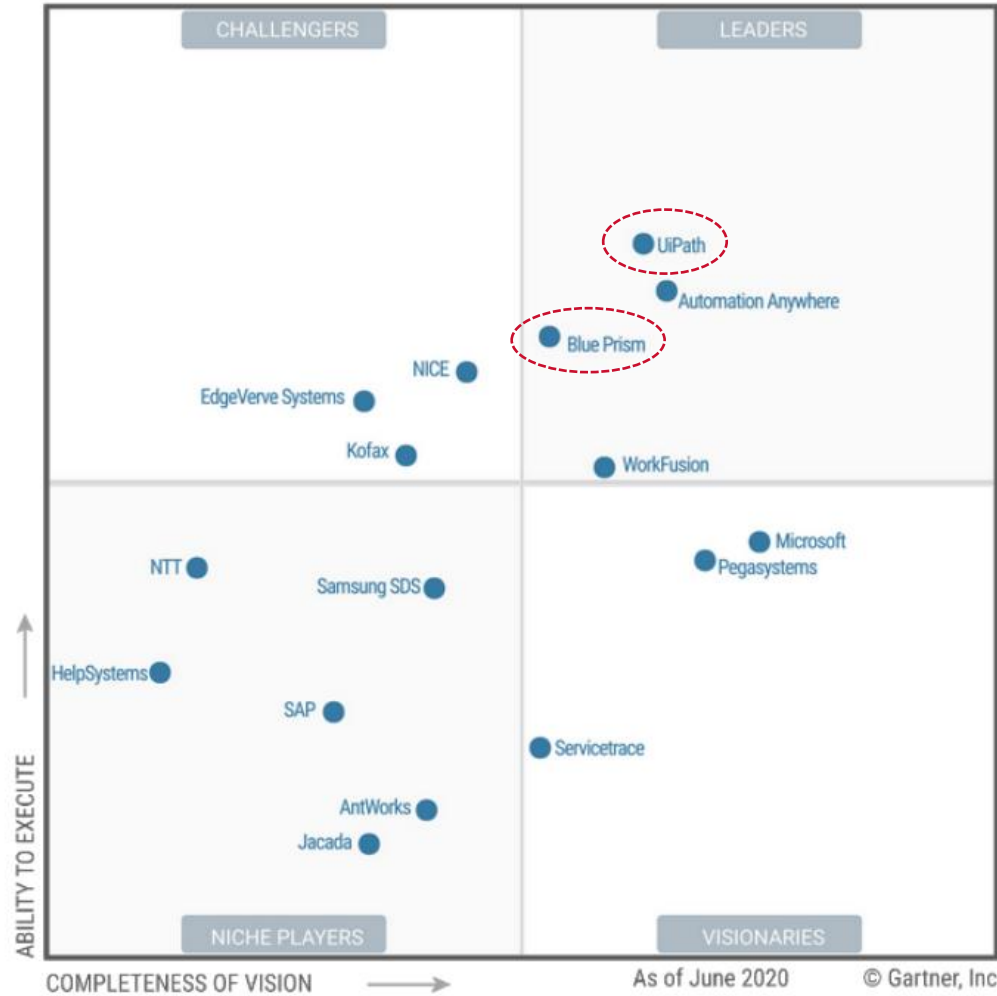 CHALLENGERS
LEADERS
UiPath
Automation Anywhere
Blue Prism
NICE
EdgeVerve Systems
Kofax
WorkFusion
Microsoft
Pegasystems
NTT
Samsung SDS
HelpSystems
SAP
Servicetrace
AntWorks
Jacada
ABILITY TO EXECUTE
NICHE PLAYERS
VISIONARIES
COMPLETENESS OF VISION
As of June 2020
© Gartner, Inc